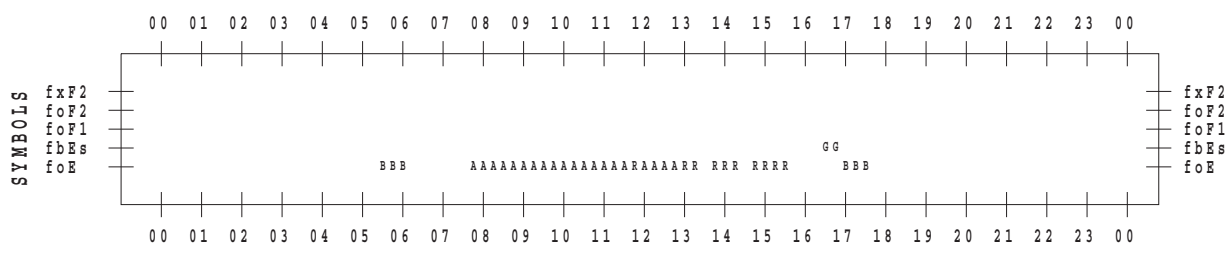 00 01 02 03 04 05 06 07 08 09 10 11 12 13 14 15 16 17 18 19 20 21 22 23 00
SYMBOLS
fxF2 fxF2
foF2 foF2
foF1 foF1
fbEs GG fbEs
foE BBB AAAAAAAAAAAAAAAARAAAARR RRR RRRR BBB foE
00 01 02 03 04 05 06 07 08 09 10 11 12 13 14 15 16 17 18 19 20 21 22 23 00